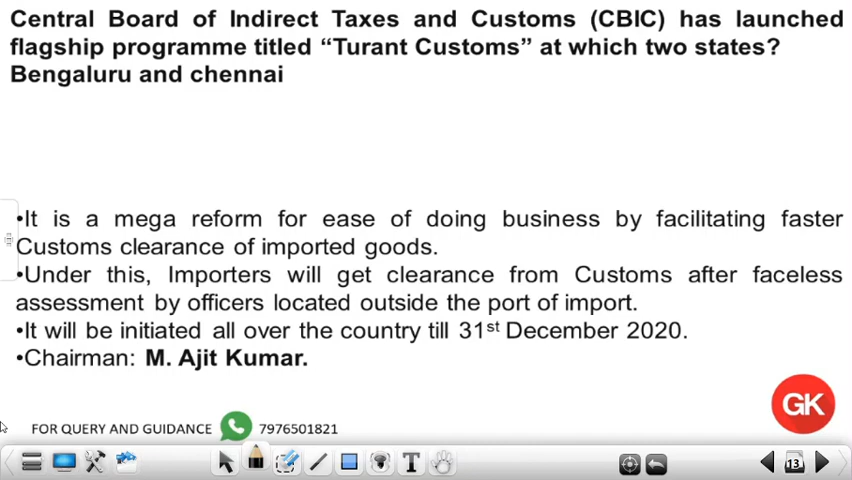 Central Board of Indirect Taxes and Customs (CBIC) has launched
flagship programme titled “Turant Customs” at which two states?
Bengaluru and chennai
•It is a mega reform for ease of doing business by facilitating faster
Customs clearance of imported goods.
•Under this, Importers will get clearance from Customs after faceless
assessment by officers located outside the port of import.
•It will be initiated all over the country till 31st December 2020.
•Chairman: M. Ajit Kumar.
GK
FOR QUERY AND GUIDANCE 7976501821
T
13